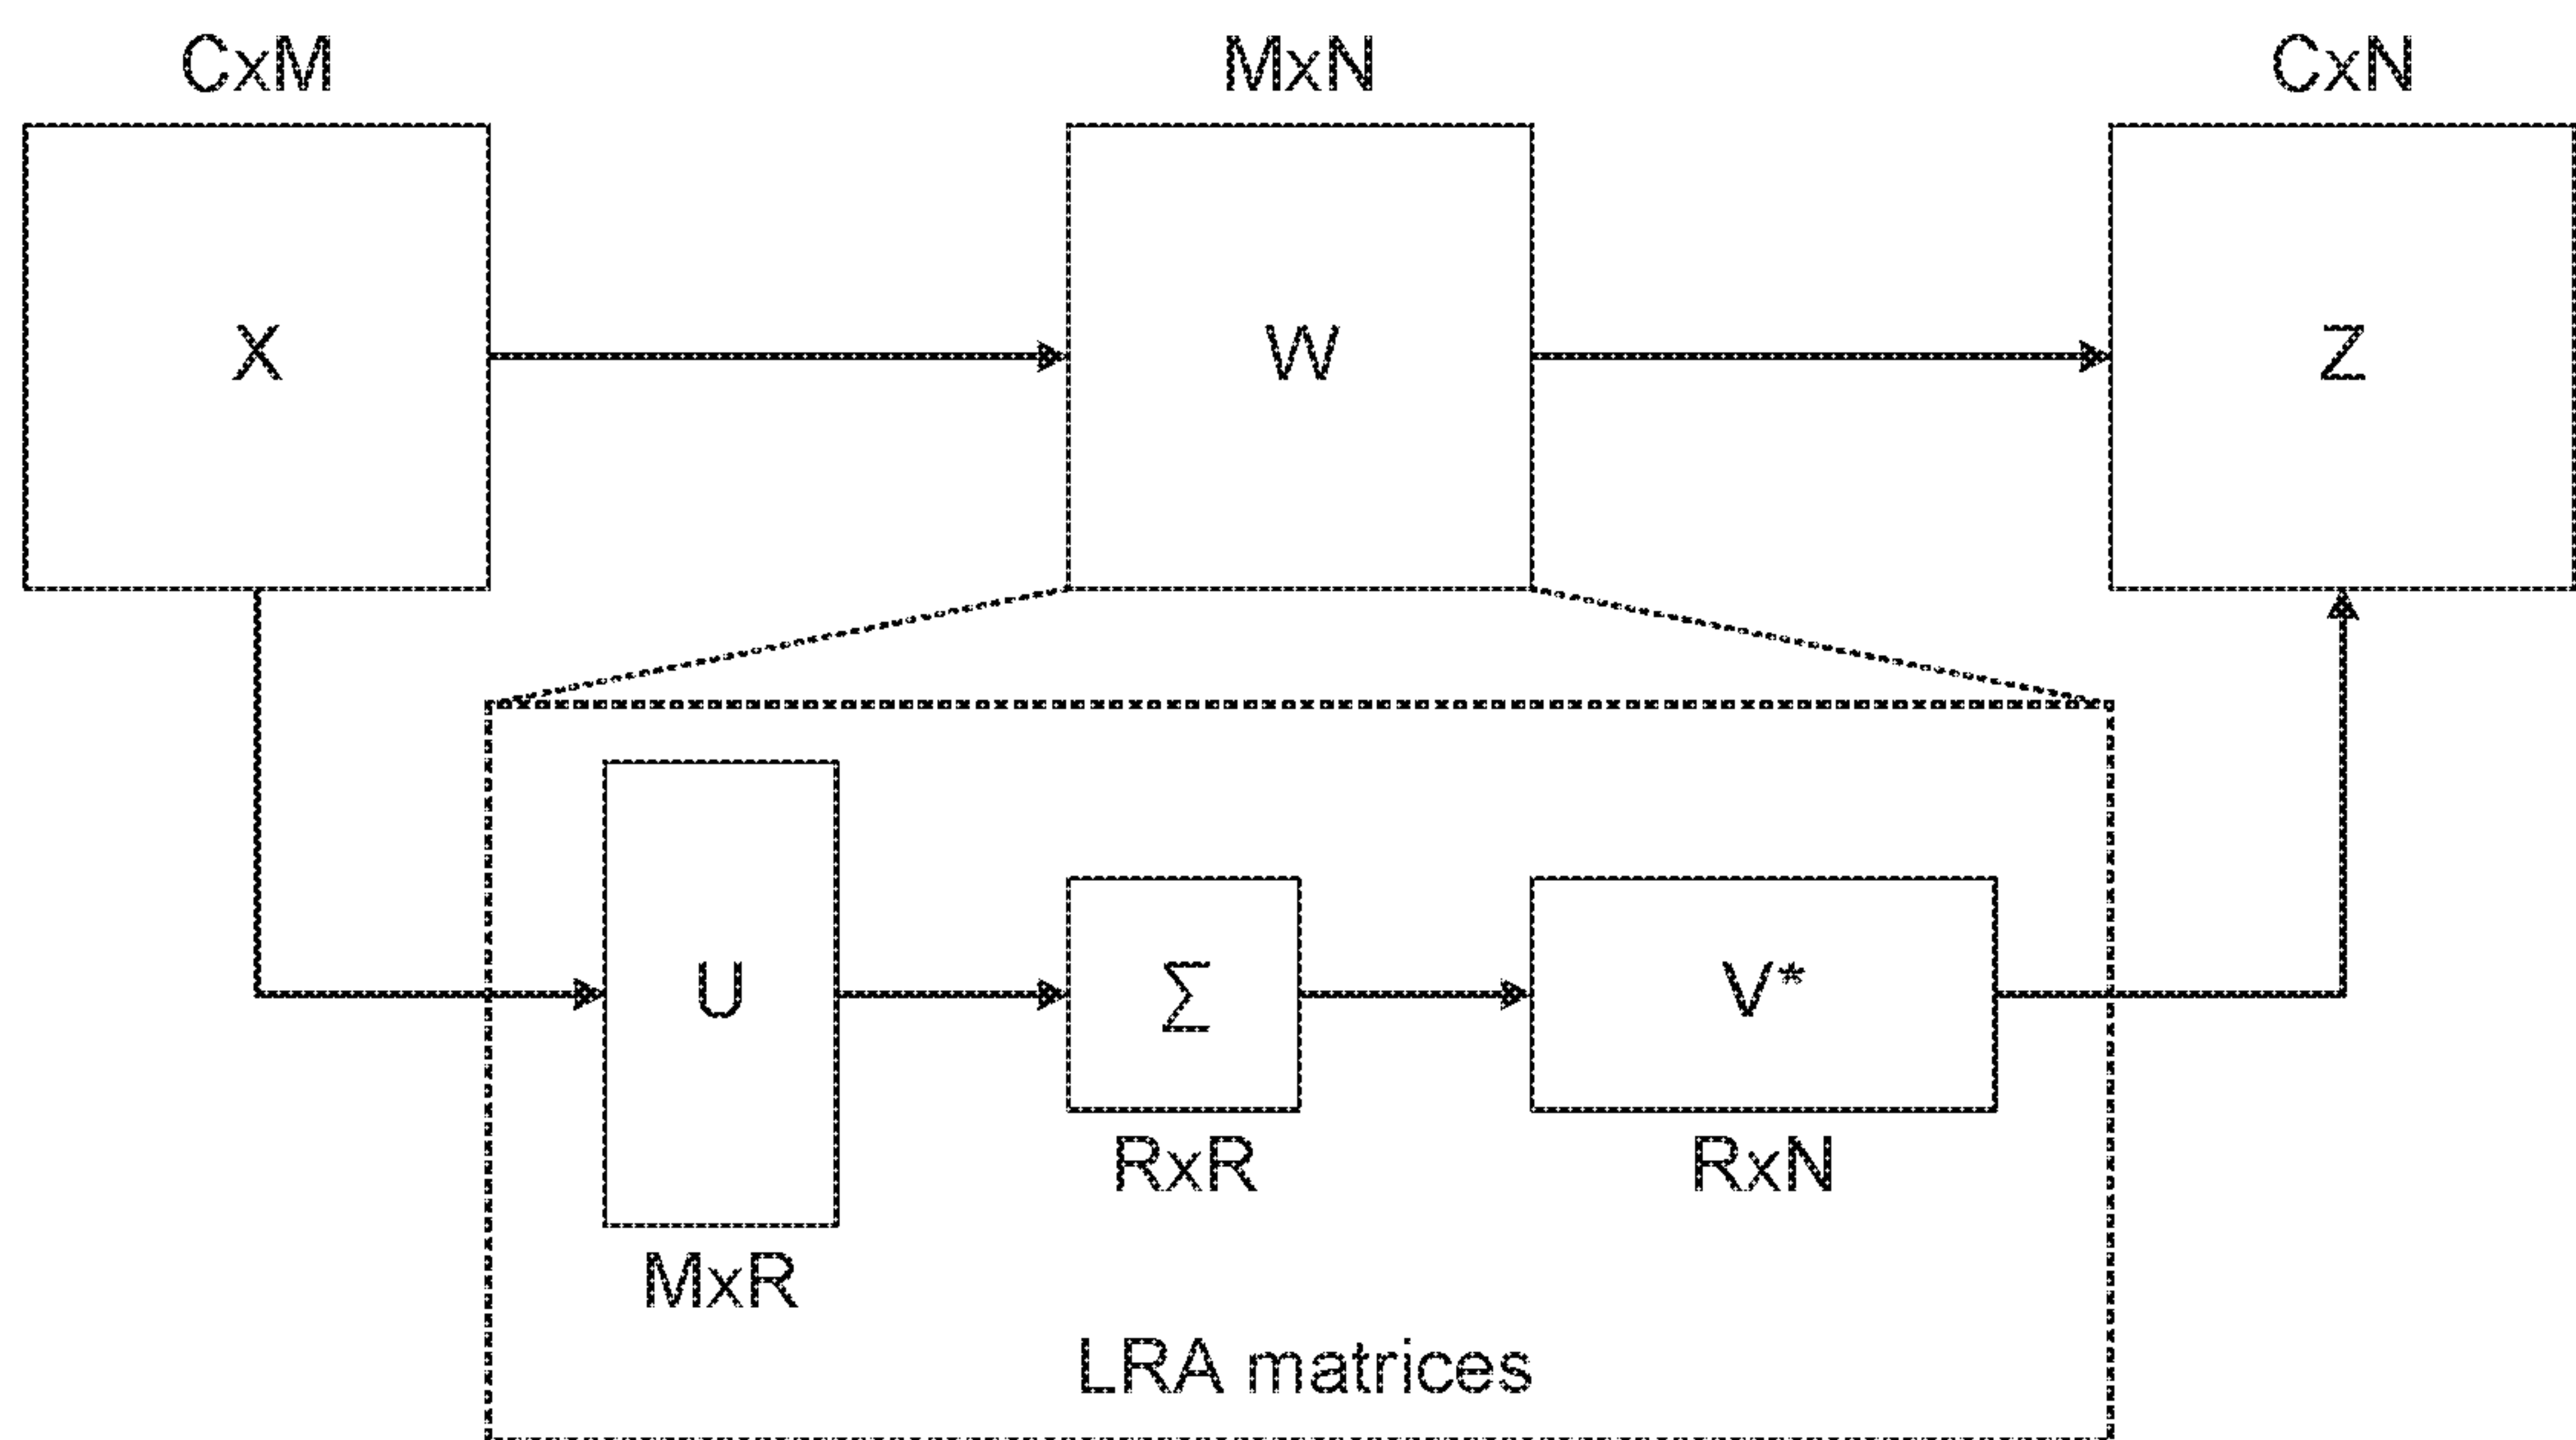 CxM
MxN
CxN
X
W
Z
U
Σ
V*
RxR
RxN
MxR
LRA matrices